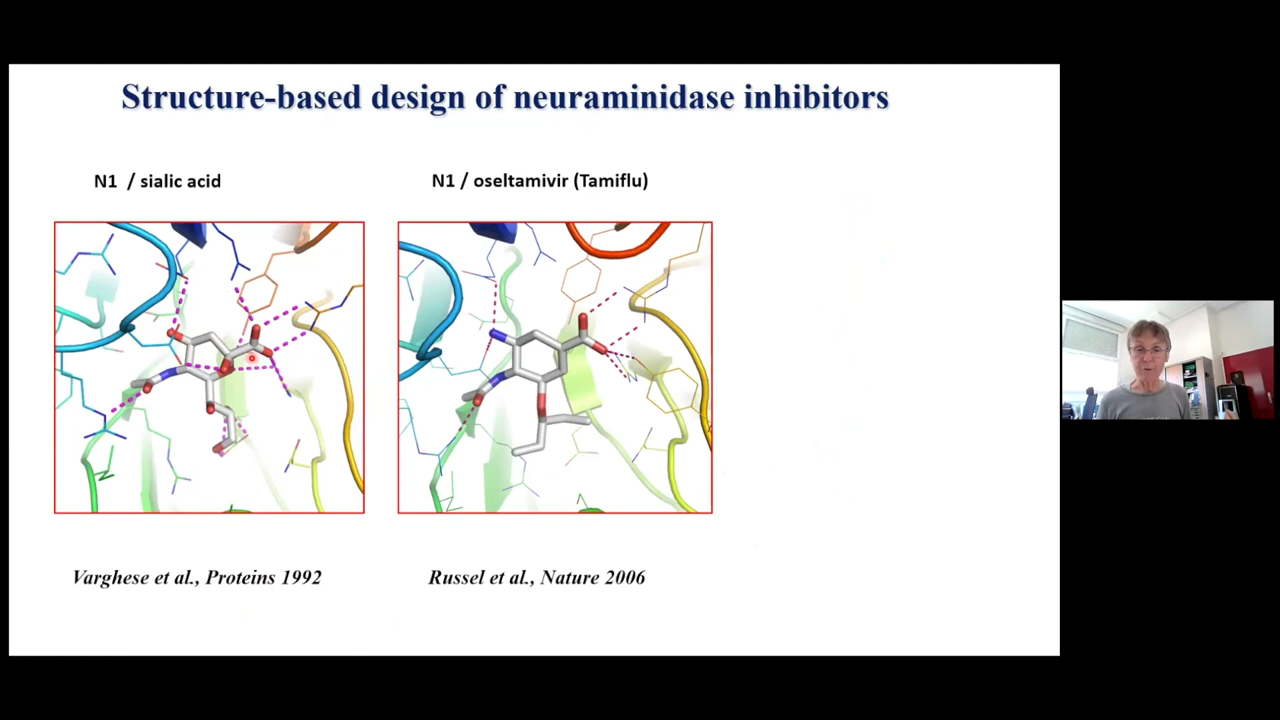 Structure-based design of neuraminidase inhibitors
N1 / sialic acid
N1 / oseltamivir (Tamiflu)
Varghese et al., Proteins 1992
Russel et al., Nature 2006